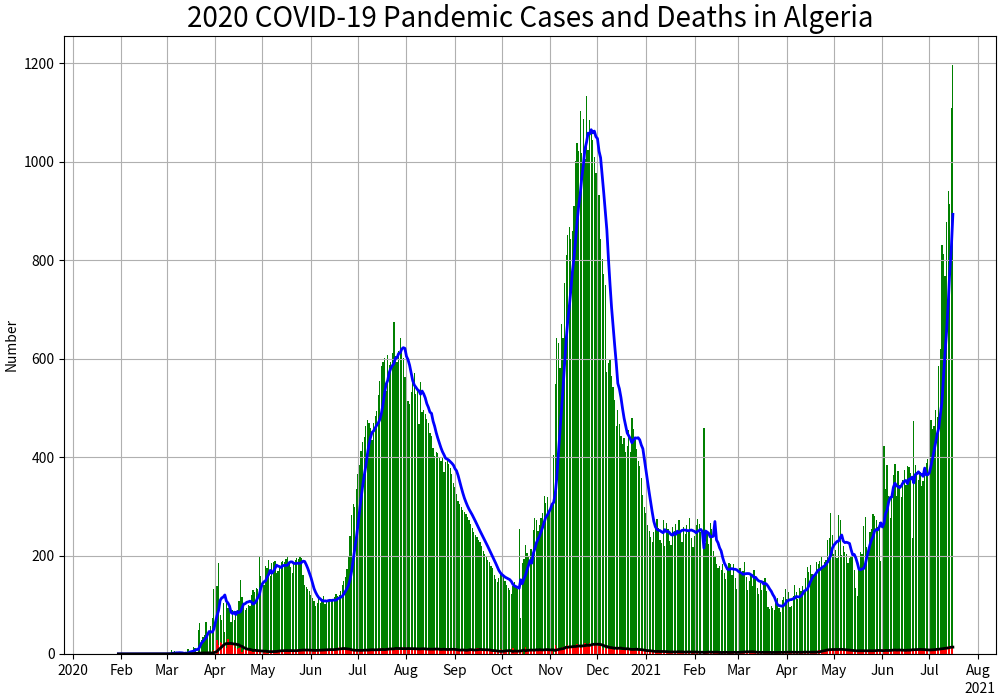 2020 COVID-19 Pandemic Cases and Deaths in Algeria
1200
1000
800
600
400
200
0
Number
2020 Feb Mar Apr May Jun Jul Aug Sep Oct Nov Dec 2021 Feb Mar Apr May Jun Jul Aug
2021